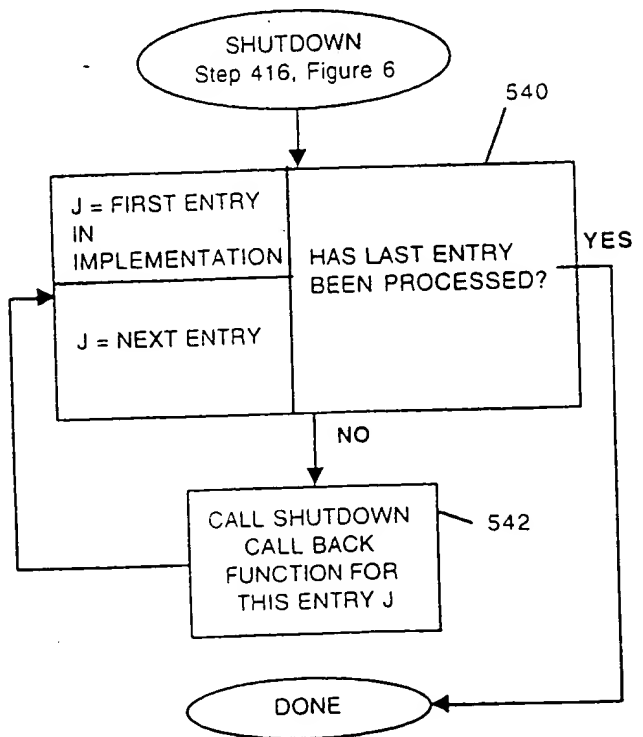 SHUTDOWN
Step 416, Figure 6
540
J = FIRST ENTRY
IN
IMPLEMENTATION
HAS LAST ENTRY
BEEN PROCESSED?
YES
J = NEXT ENTRY
NO
CALL SHUTDOWN
CALL BACK
FUNCTION FOR
THIS ENTRY J
542
DONE